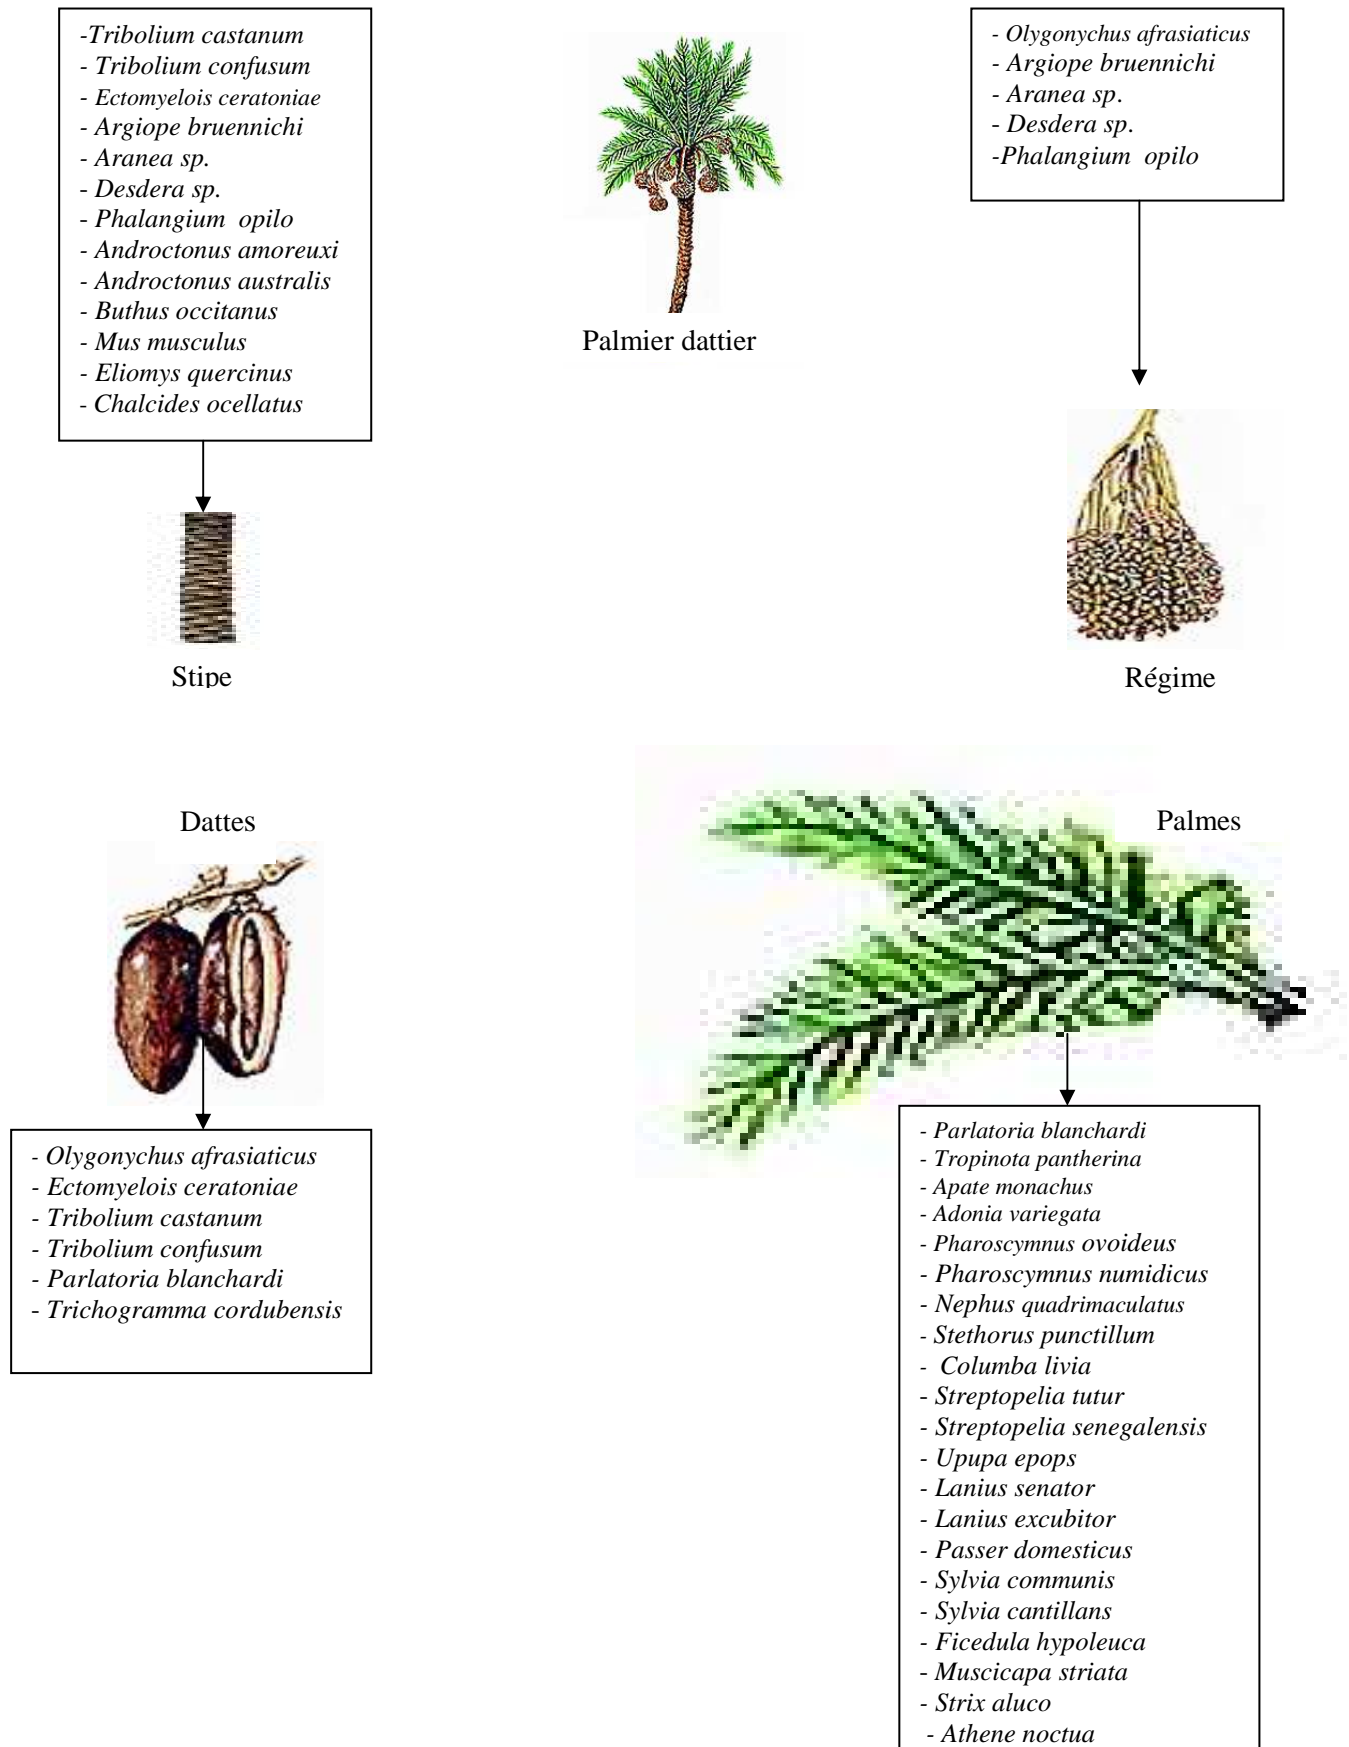 -Tribolium castanum
- Tribolium confusum
- Ectomyelois ceratoniae
- Argiope bruennichi
- Aranea sp.
- Desdera sp.
- Phalangium opilo
- Androctonus amoreuxi
- Androctonus australis
- Buthus occitanus
- Mus musculus
- Eliomys quercinus
- Chalcides ocellatus
Palmier dattier
- Olygonychus afrasiaticus
- Argiope bruennichi
- Aranea sp.
- Desdera sp.
-Phalangium opilo
Stipe
Régime
Dattes
Palmes
- Olygonychus afrasiaticus
- Ectomyelois ceratoniae
- Tribolium castanum
- Tribolium confusum
- Parlatoria blanchardi
- Trichogramma cordubensis
- Parlatoria blanchardi
- Tropinota pantherina
- Apate monachus
- Adonia variegata
- Pharoscymnus ovoideus
- Pharoscymnus numidicus
- Nephus quadrimaculatus
- Stethorus punctillum
- Columba livia
- Streptopelia tutur
- Streptopelia senegalensis
- Upupa epops
- Lanius senator
- Lanius excubitor
- Passer domesticus
- Sylvia communis
- Sylvia cantillans
- Ficedula hypoleuca
- Muscicapa striata
- Strix aluco
- Athene noctua